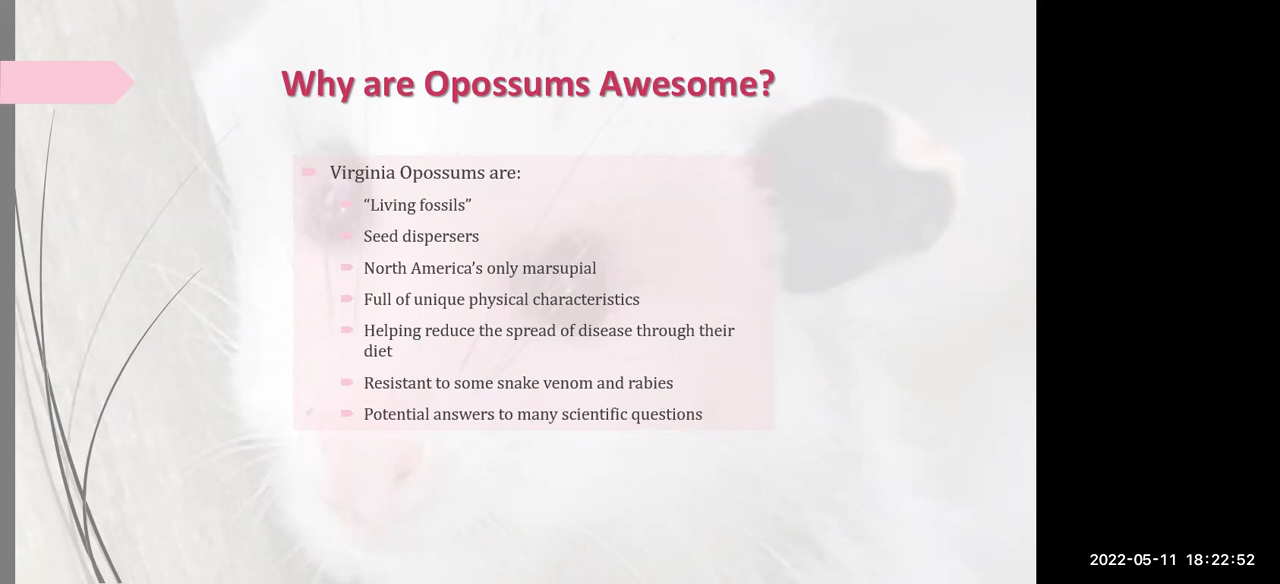 Why are Opossums Awesome?
Virginia Opossums are:
“Living fossils”
Seed dispersers
North America’s only marsupial
Full of unique physical characteristics
Helping reduce the spread of disease through their
diet
Resistant to some snake venom and rabies
Potential answers to many scientific questions
2022-05-11 18:22:52